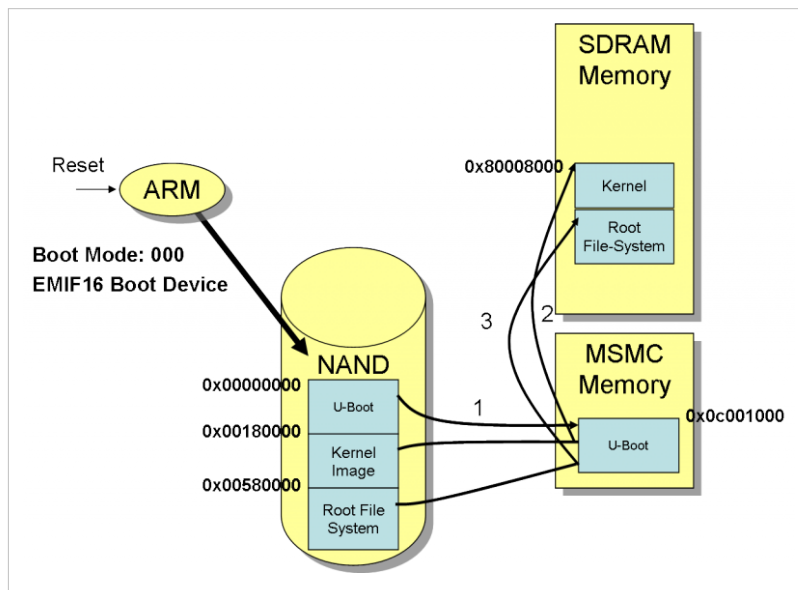 SDRAM
Memory
0x80008000
Kernel
Root
File-System
Reset
ARM
Boot Mode: 000
EMIF16 Boot Device
3
2
NAND
0x00000000
U-Boot
0x00180000
Kernel
Image
0x00580000
Root File
System
1
MSMC
Memory
0x0c001000
U-Boot